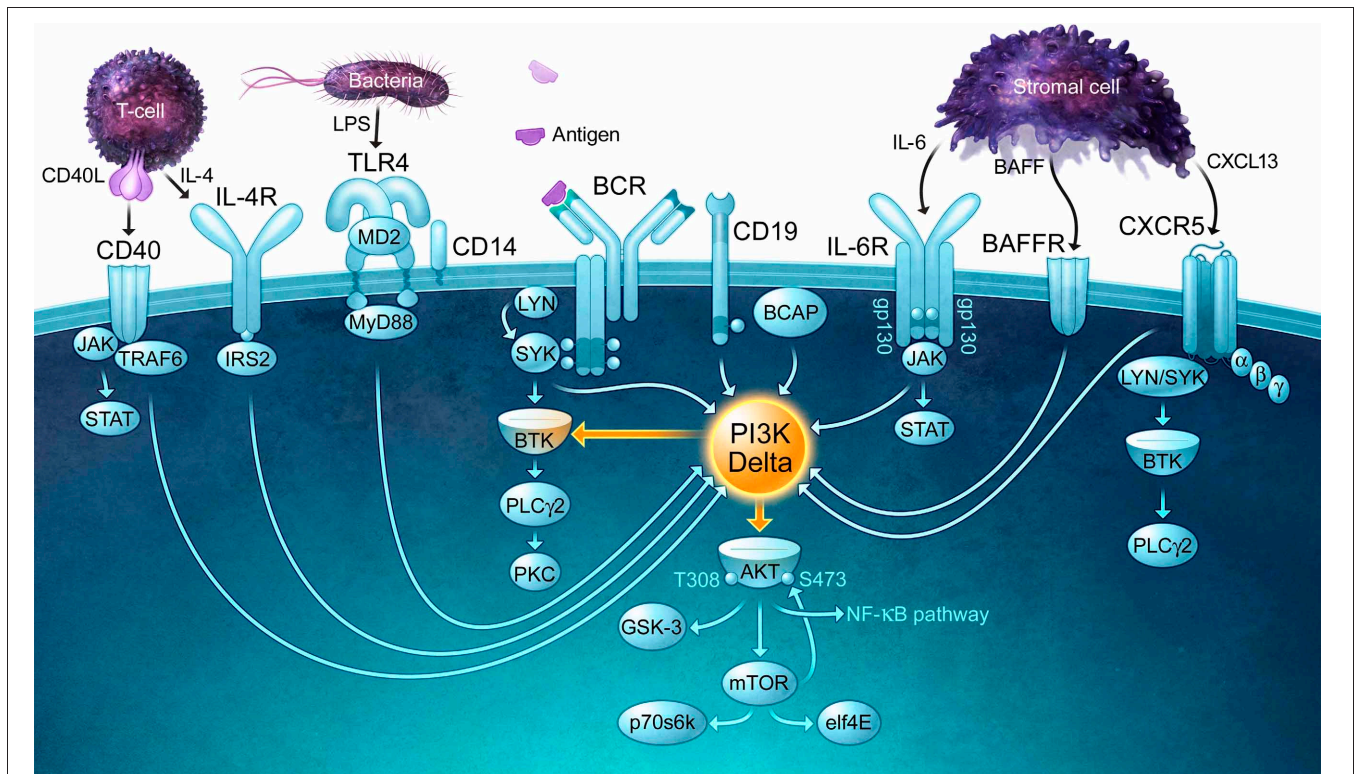 T-cell
CD40L
IL-4
CD40
IL-4R
Bacteria
LPS
TLR4
MD2
CD14
MyD88
Antigen
BCR
CD19
Stromal cell
IL-6
BAFF
CXCL13
IL-6R
BAFFR
CXCR5
gp130
gp130
JAK
TRAF6
STAT
IRS2
LYN
SYK
BTK
PLCγ2
PKC
BCAP
PI3K
Delta
JAK
STAT
LYN/SYK
α
β
γ
BTK
PLCγ2
AKT
T308
S473
GSK-3
NF-κB pathway
mTOR
p70s6k
elf4E